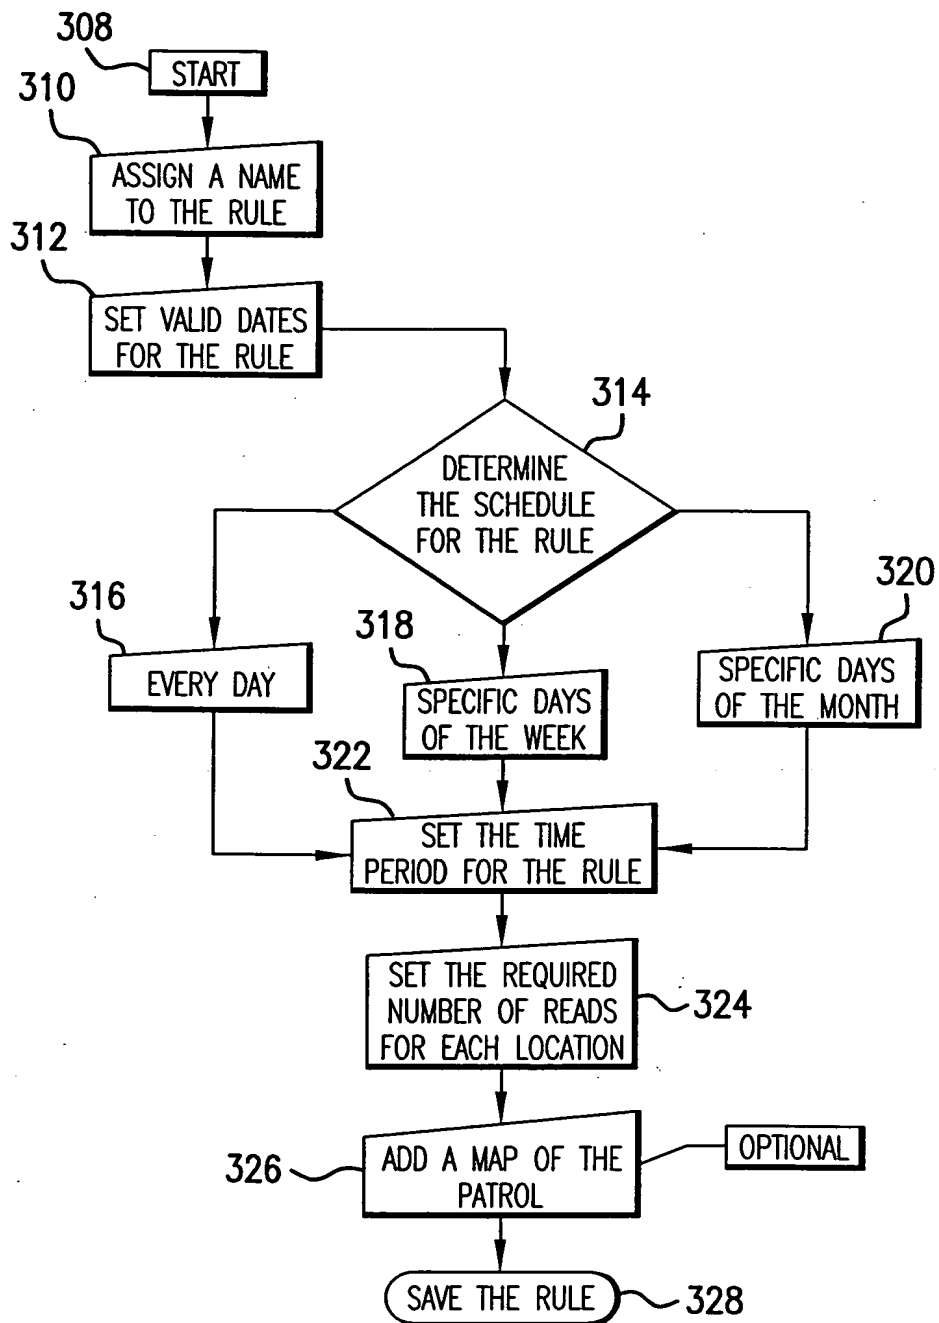 308
START
310
ASSIGN A NAME
TO THE RULE
312
SET VALID DATES
FOR THE RULE
314
DETERMINE
THE SCHEDULE
FOR THE RULE
316
EVERY DAY
318
SPECIFIC DAYS
OF THE WEEK
320
SPECIFIC DAYS
OF THE MONTH
322
SET THE TIME
PERIOD FOR THE RULE
SET THE REQUIRED
NUMBER OF READS
FOR EACH LOCATION
324
326
ADD A MAP OF THE
PATROL
OPTIONAL
SAVE THE RULE
328